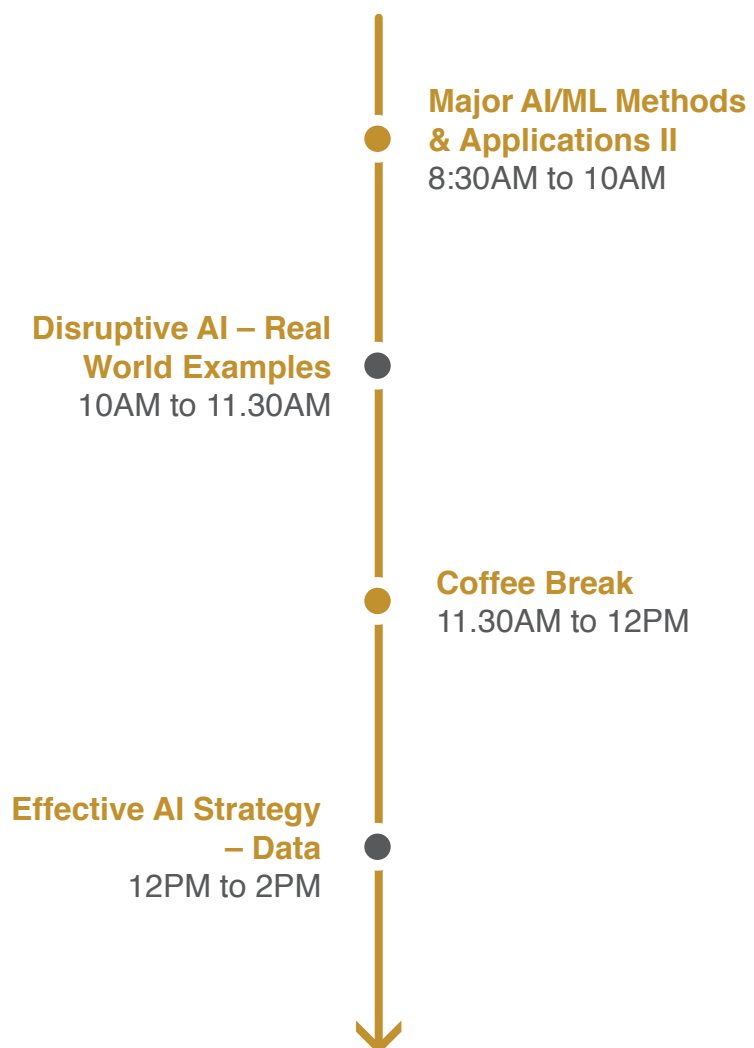 Major AI/ML Methods
& Applications II
8:30AM to 10AM
Disruptive AI – Real
World Examples
10AM to 11.30AM
Coffee Break
11.30AM to 12PM
Effective AI Strategy
– Data
12PM to 2PM